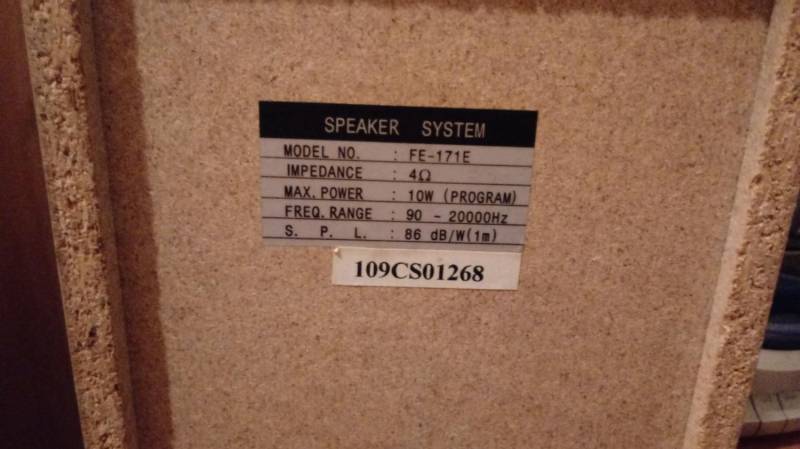 SPEAKER SYSTEM
MODEL NO. : FE-171E
IMPEDANCE : 4Ω
MAX. POWER : 10W (PROGRAM)
FREQ. RANGE : 90 - 20000Hz
S. P. L. : 86 dB/W(1m)
109CS01268